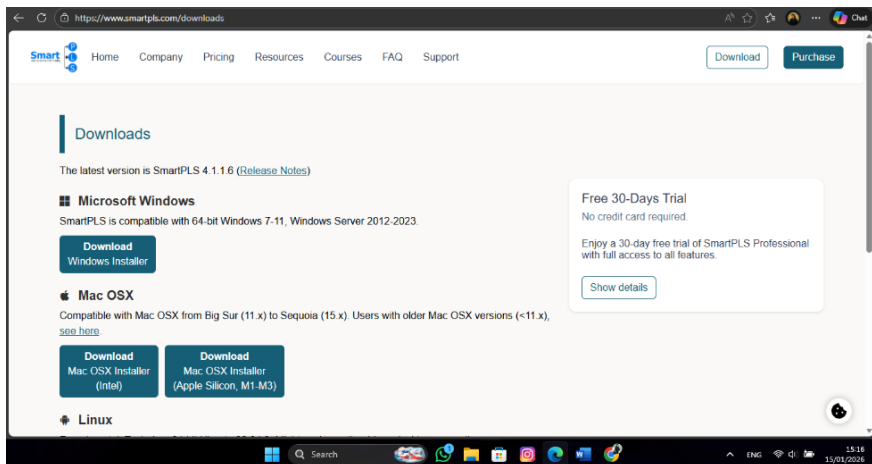 https://www.smartpls.com/downloads
Chat
Smart P L S
Home Company Pricing Resources Courses FAQ Support
Download Purchase
Downloads
The latest version is SmartPLS 4.1.1.6 (Release Notes)
Microsoft Windows
SmartPLS is compatible with 64-bit Windows 7-11, Windows Server 2012-2023.
Download
Windows Installer
Mac OSX
Compatible with Mac OSX from Big Sur (11.x) to Sequoia (15.x). Users with older Mac OSX versions (<11.x),
see here.
Download
Mac OSX Installer
(Intel)
Download
Mac OSX Installer
(Apple Silicon, M1-M3)
Linux
Free 30-Days Trial
No credit card required.
Enjoy a 30-day free trial of SmartPLS Professional
with full access to all features.
Show details
Search
ENG
15:16
15/01/2026